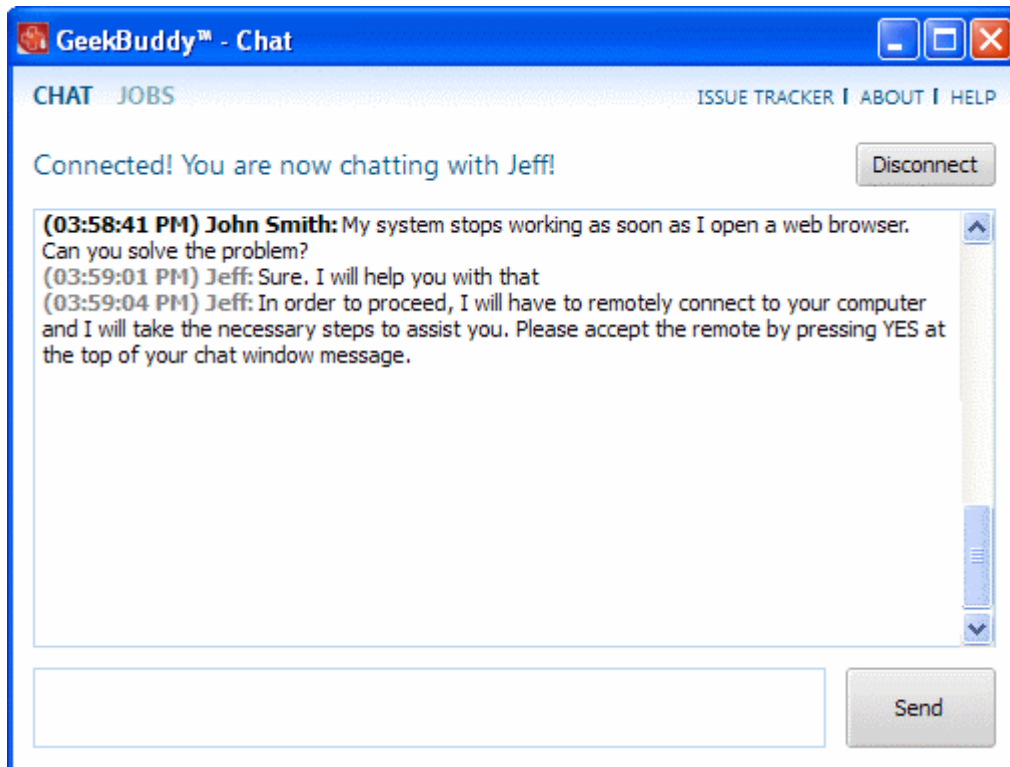 GeekBuddy™ - Chat
CHAT JOBS
ISSUE TRACKER | ABOUT | HELP
Connected! You are now chatting with Jeff!
Disconnect
(03:58:41 PM) John Smith: My system stops working as soon as I open a web browser.
Can you solve the problem?
(03:59:01 PM) Jeff: Sure. I will help you with that
(03:59:04 PM) Jeff: In order to proceed, I will have to remotely connect to your computer
and I will take the necessary steps to assist you. Please accept the remote by pressing YES at
the top of your chat window message.
Send